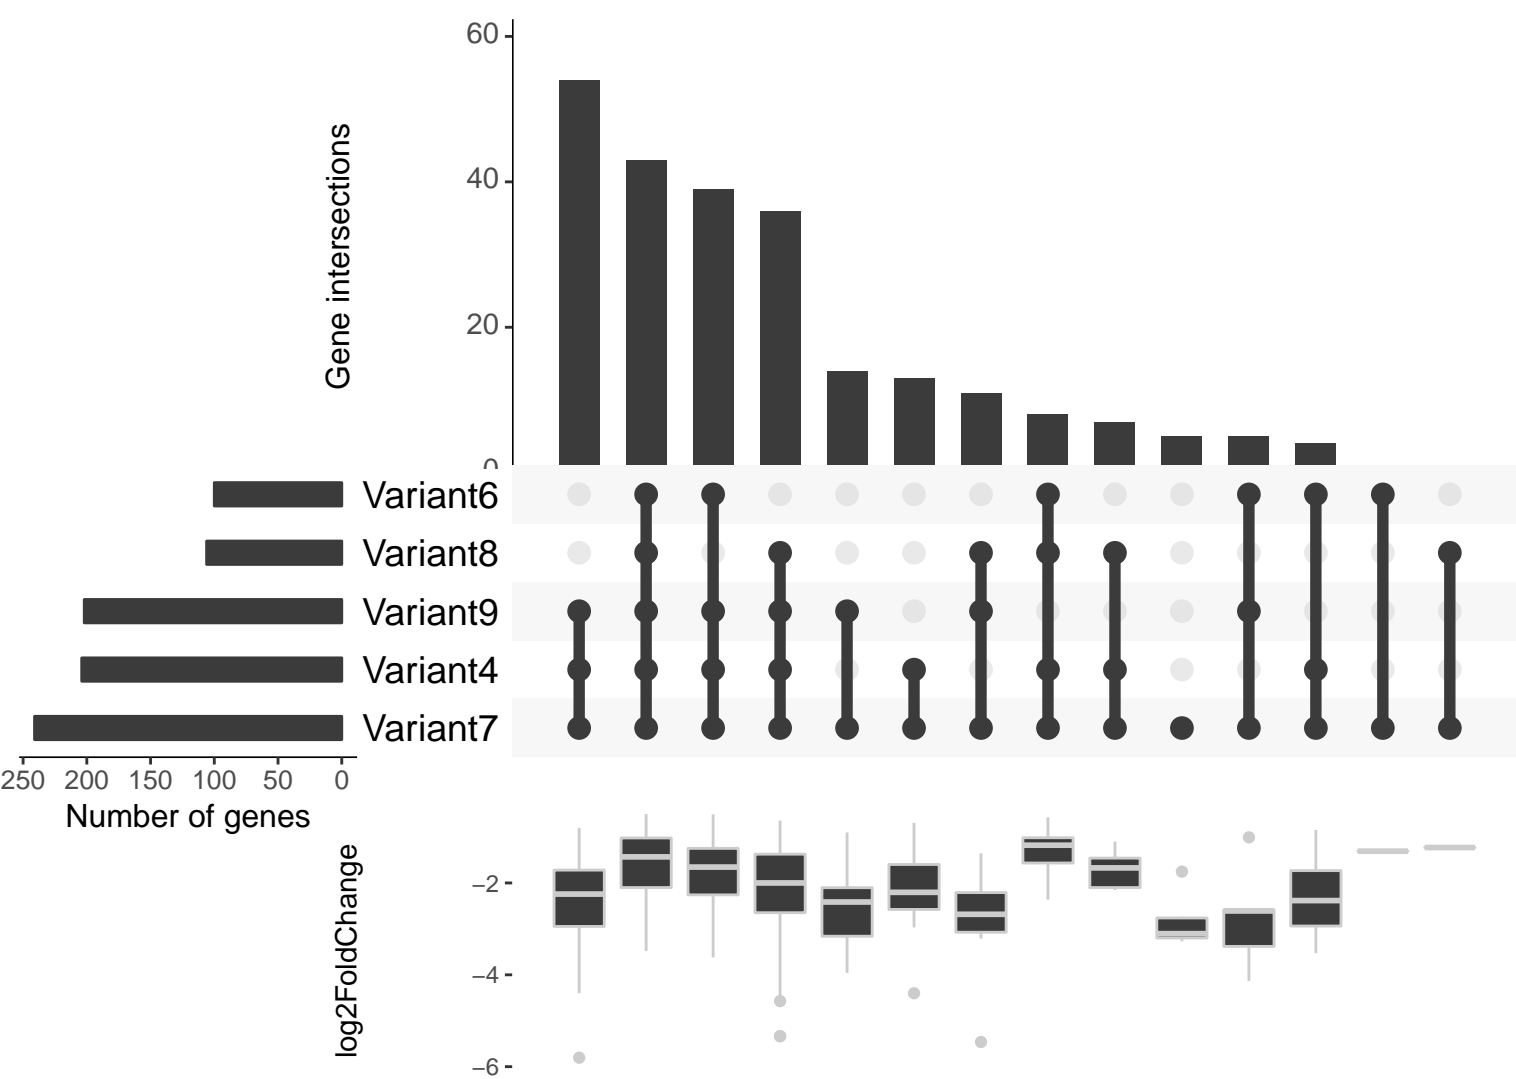 60
40
20
0
Gene intersections
Variant6
Variant8
Variant9
Variant4
Variant7
250 200 150 100 50 0
Number of genes
log2FoldChange
−2
−4
−6